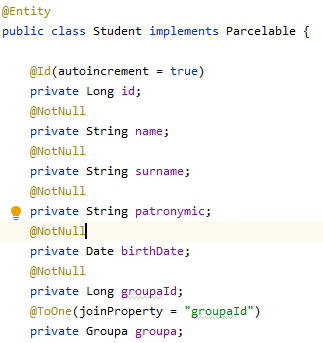 @Entity
public class Student implements Parcelable {
@Id(autoincrement = true)
private Long id;
@NotNull
private String name;
@NotNull
private String surname;
@NotNull
private String patronymic;
@NotNull
private Date birthDate;
@NotNull
private Long groupaId;
@ToOne(joinProperty = "groupaId")
private Groupa groupa;